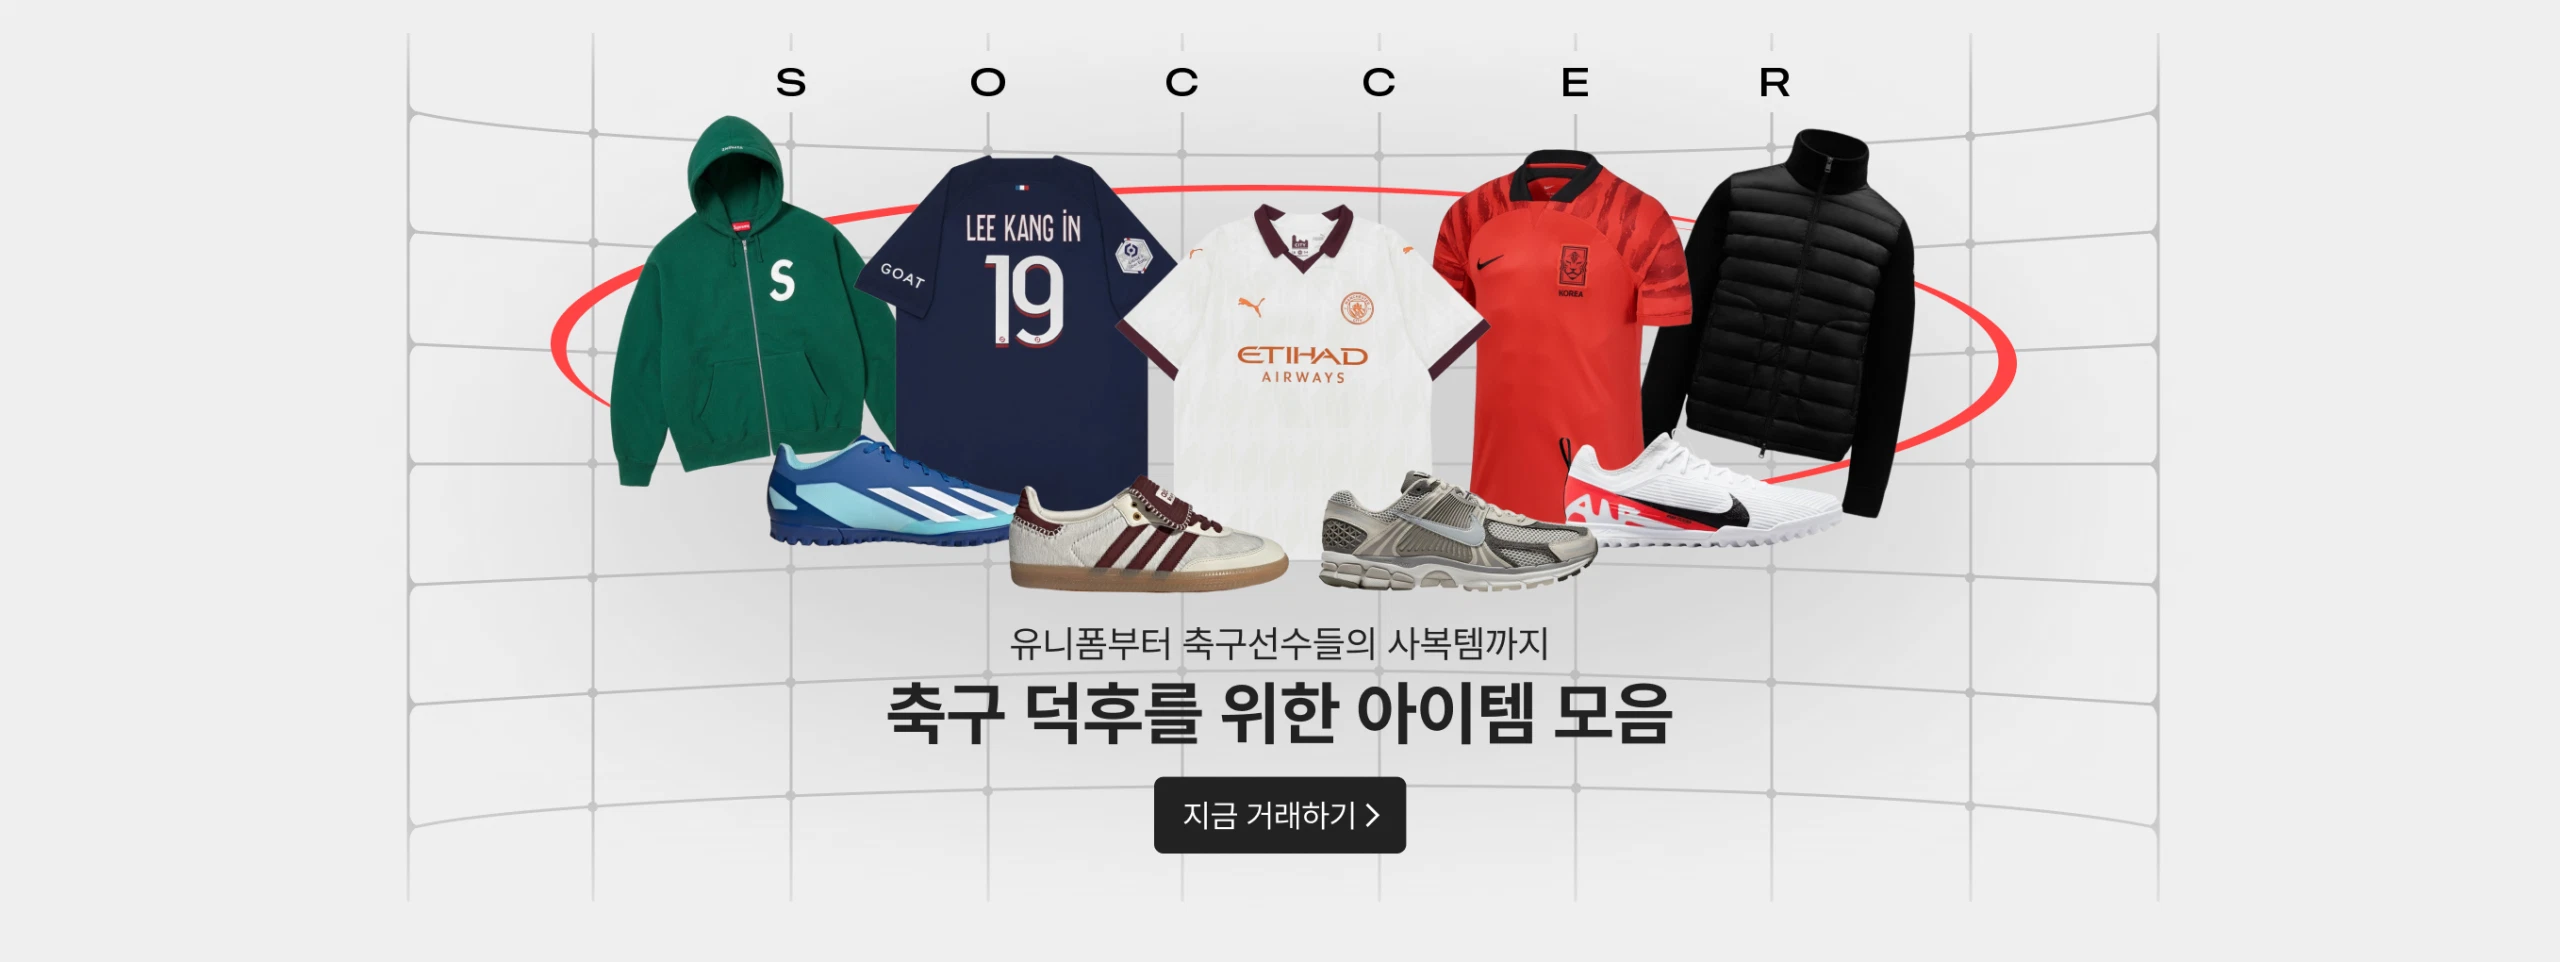 SOCCER
S
LEE KANG iN
19
GOAT
ETIHAD
AIRWAYS
KOREA
AIR
유니폼부터 축구선수들의 사복템까지
축구 덕후를 위한 아이템 모음
지금 거래하기 >